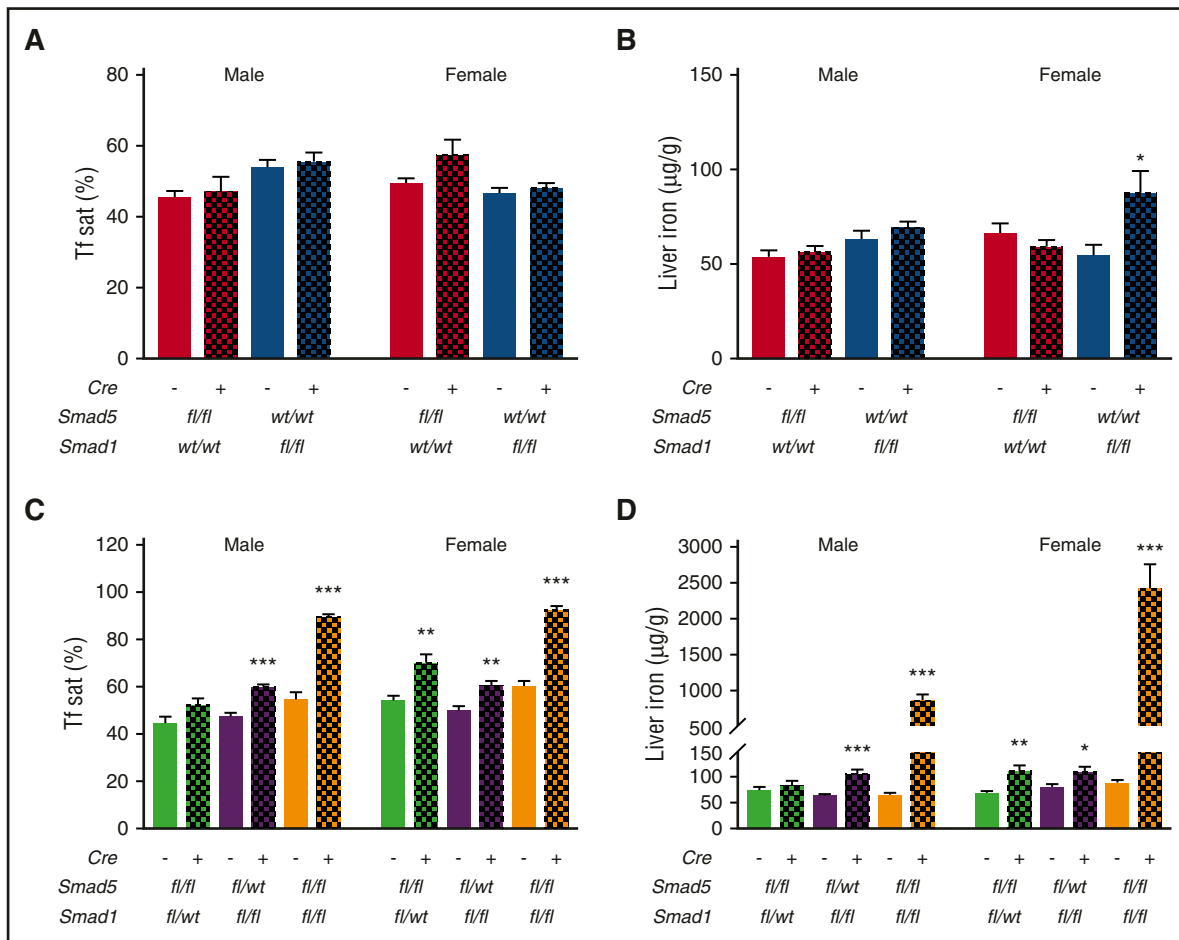 A
Tf sat (%)
80
60
40
20
0
Male
Female
Cre - + - + - + - +
Smad5 fl/fl wt/wt fl/fl wt/wt
Smad1 wt/wt fl/fl wt/wt fl/fl
B
Liver iron (µg/g)
150
100
50
0
Male
Female
*
Cre - + - + - + - +
Smad5 fl/fl wt/wt fl/fl wt/wt
Smad1 wt/wt fl/fl wt/wt fl/fl
C
Tf sat (%)
120
100
80
60
40
20
0
Male
Female
*** *** ** ** ***
Cre - + - + - + - + - + - +
Smad5 fl/fl fl/wt fl/fl fl/fl fl/wt fl/fl
Smad1 fl/wt fl/fl fl/fl fl/wt fl/fl fl/fl
D
Liver iron (µg/g)
3000
2500
2000
1500
1000
500
150
100
50
0
Male
Female
*** *** ** * ***
Cre - + - + - + - + - + - +
Smad5 fl/fl fl/wt fl/fl fl/fl fl/wt fl/fl
Smad1 fl/wt fl/fl fl/fl fl/wt fl/fl fl/fl